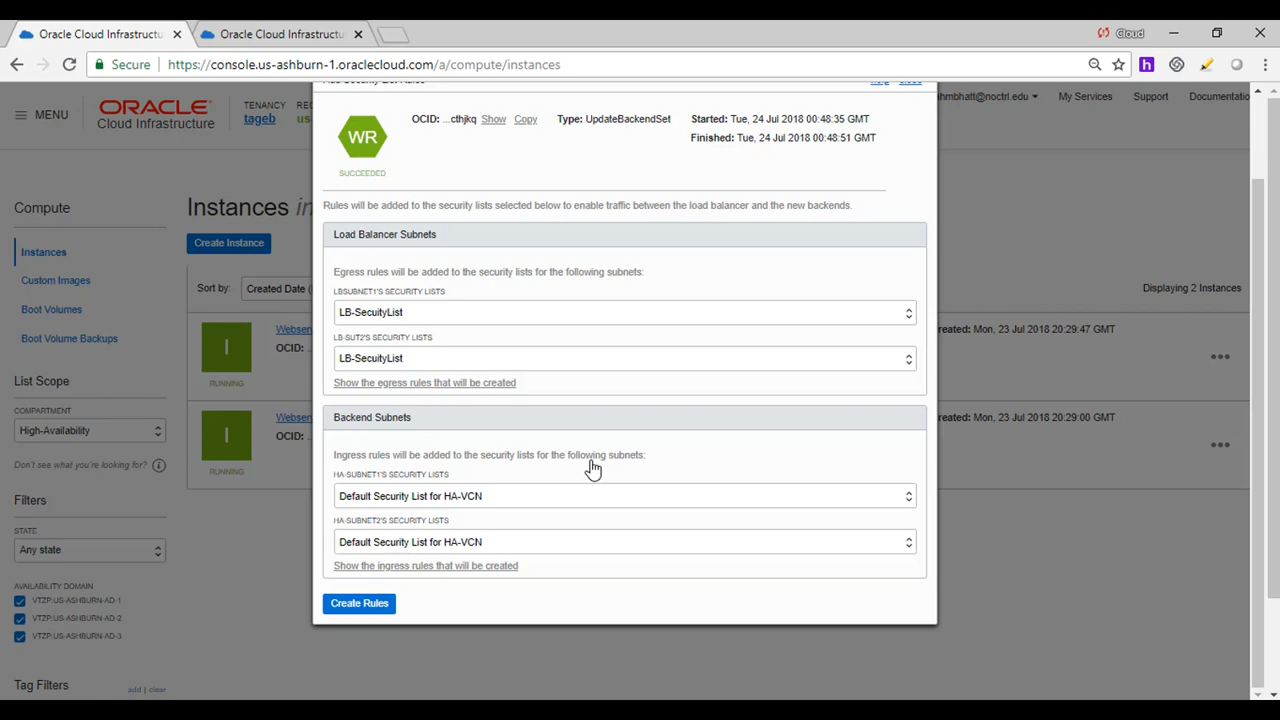 Oracle Cloud Infrastructu
Oracle Cloud Infrastructu
Cloud
Secure
https://console.us-ashburn-1.oraclecloud.com/a/compute/instances
MENU
ORACLE
Cloud Infrastructure
TENANCY
tageb
ihmbhatt@noctrl.edu
My Services
Support
Documentatio
Compute
Instances
Custom Images
Boot Volumes
Boot Volume Backups
List Scope
COMPARTMENT
High-Availability
Don't see what you're looking for?
Filters
STATE
Any state
AVAILABILITY DOMAIN
VTZP:US-ASHBURN-AD-1
VTZP:US-ASHBURN-AD-2
VTZP:US-ASHBURN-AD-3
Tag Filters
add | clear
Instances in
Create Instance
Sort by:
Created Date (
Displaying 2 Instances
I
RUNNING
Webser
OCID:
reated: Mon, 23 Jul 2018 20:29:47 GMT
I
RUNNING
Webser
OCID:
reated: Mon, 23 Jul 2018 20:29:00 GMT
WR
SUCCEEDED
OCID: ...cthjkq Show Copy
Type: UpdateBackendSet
Started: Tue, 24 Jul 2018 00:48:35 GMT
Finished: Tue, 24 Jul 2018 00:48:51 GMT
Rules will be added to the security lists selected below to enable traffic between the load balancer and the new backends.
Load Balancer Subnets
Egress rules will be added to the security lists for the following subnets:
LBSUBNET1'S SECURITY LISTS
LB-SecuityList
LB-SUT2'S SECURITY LISTS
LB-SecuityList
Show the egress rules that will be created
Backend Subnets
Ingress rules will be added to the security lists for the following subnets:
HA-SUBNET1'S SECURITY LISTS
Default Security List for HA-VCN
HA-SUBNET2'S SECURITY LISTS
Default Security List for HA-VCN
Show the ingress rules that will be created
Create Rules